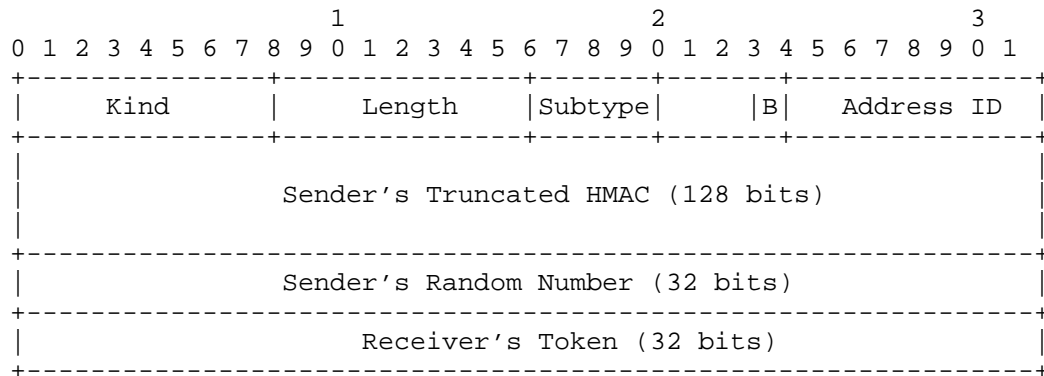 1 2 3
0 1 2 3 4 5 6 7 8 9 0 1 2 3 4 5 6 7 8 9 0 1 2 3 4 5 6 7 8 9 0 1
+---------------+---------------+-------+-------+---------------+
| Kind | Length |Subtype| |B| Address ID |
+---------------+---------------+-------+-------+---------------+
| |
| Sender's Truncated HMAC (128 bits) |
| |
+---------------------------------------------------------------+
| Sender's Random Number (32 bits) |
+---------------------------------------------------------------+
| Receiver's Token (32 bits) |
+---------------------------------------------------------------+